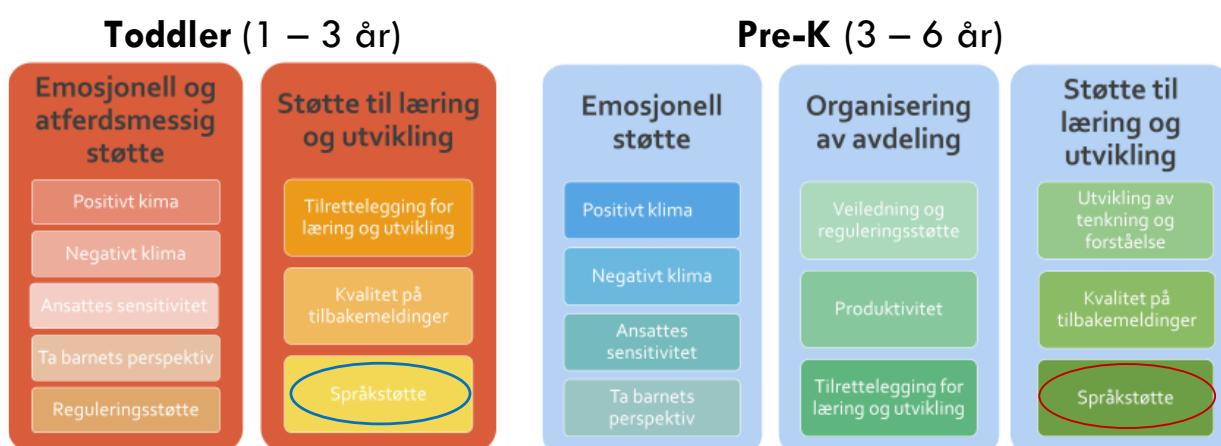 Toddler (1 – 3 år)
Emosjonell og
atferdsmessig
støtte
Positivt kima
Negativt klima
Ansattes sensitivitet
Ta barnets perspektiv
Reguleringsstøtte
Støtte til læring
og utvikling
Tilrettelegging for
læring og utvikling
Kvalitet på
tilbakemeldinger
Språkstøtte
Pre-K (3 – 6 år)
Emosjonell
støtte
Positivt klima
Negativt klima
Ansattes
sensitivitet
Ta barnets
perspektiv
Organisering
av avdeling
Veiledning og
reguleringsstøtte
Produktivitet
Tilrettelegging for
læring og utvikling
Støtte til
læring og
utvikling
Utvikling av
tenkning og
forståelse
Kvalitet på
tilbakemeldinger
Språkstøtte